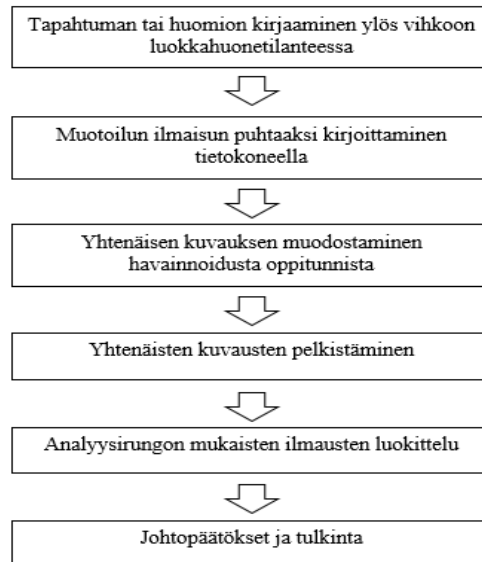 Tapahtuman tai huomion kirjaaminen ylös vihkoon
luokkahuonetilanteessa
Muotoilun ilmaisun puhtaaksi kirjoittaminen
tietokoneella
Yhtenäisen kuvauksen muodostaminen
havainnoidusta oppitunnista
Yhtenäisten kuvausten pelkistäminen
Analyysirungon mukaisten ilmausten luokittelu
Johtopäätökset ja tulkinta